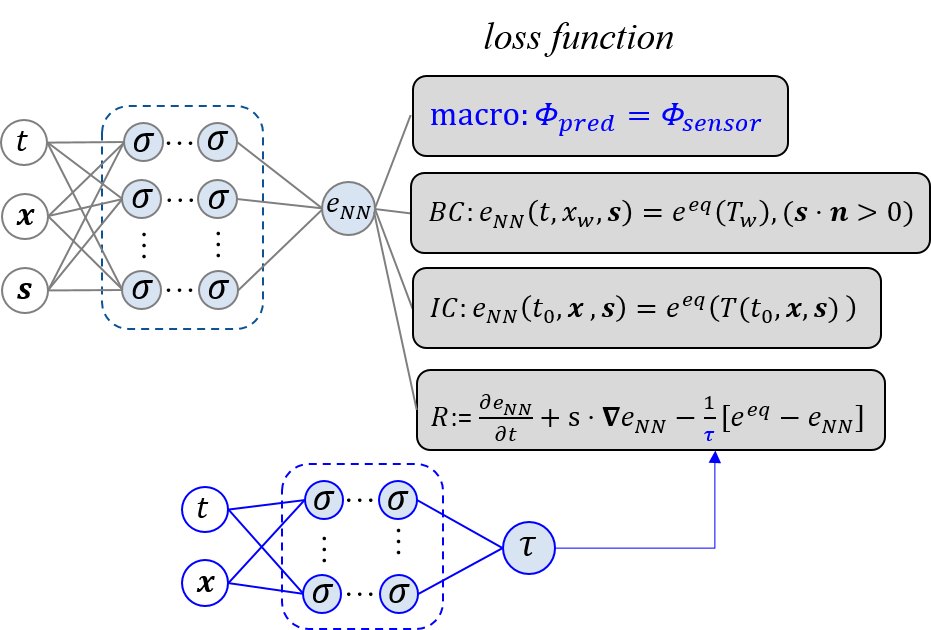 loss function
macro: Φ_pred = Φ_sensor
t
σ ··· σ
x
σ ··· σ
e_NN
BC: e_NN(t, x_w, s) = e^eq(T_w), (s · n > 0)
⋮ ⋮
s
σ ··· σ
IC: e_NN(t_0, x , s) = e^eq(T(t_0, x, s) )
R := ∂e_NN/∂t + s · ∇e_NN − 1/τ [e^eq − e_NN]
t
σ ··· σ
⋮ ⋮
τ
x
σ ··· σ